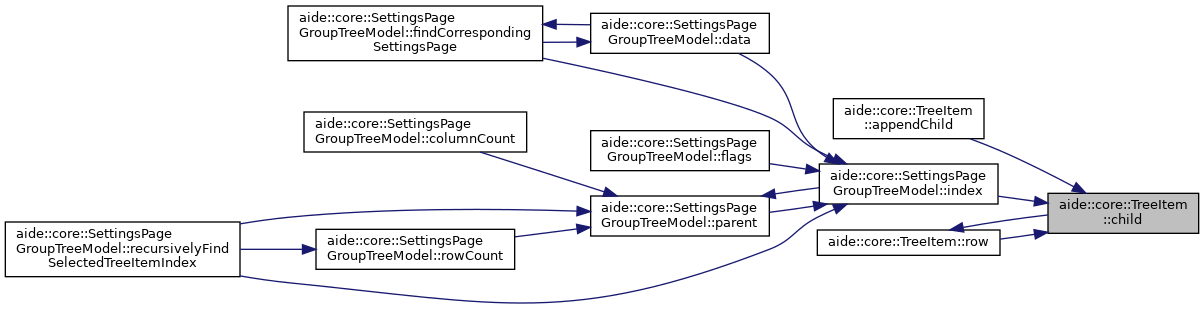 aide::core::SettingsPage
GroupTreeModel::findCorresponding
SettingsPage
aide::core::SettingsPage
GroupTreeModel::data
aide::core::SettingsPage
GroupTreeModel::columnCount
aide::core::SettingsPage
GroupTreeModel::flags
aide::core::TreeItem
::appendChild
aide::core::SettingsPage
GroupTreeModel::index
aide::core::SettingsPage
GroupTreeModel::parent
aide::core::TreeItem
::child
aide::core::SettingsPage
GroupTreeModel::recursivelyFind
SelectedTreeItemIndex
aide::core::SettingsPage
GroupTreeModel::rowCount
aide::core::TreeItem::row